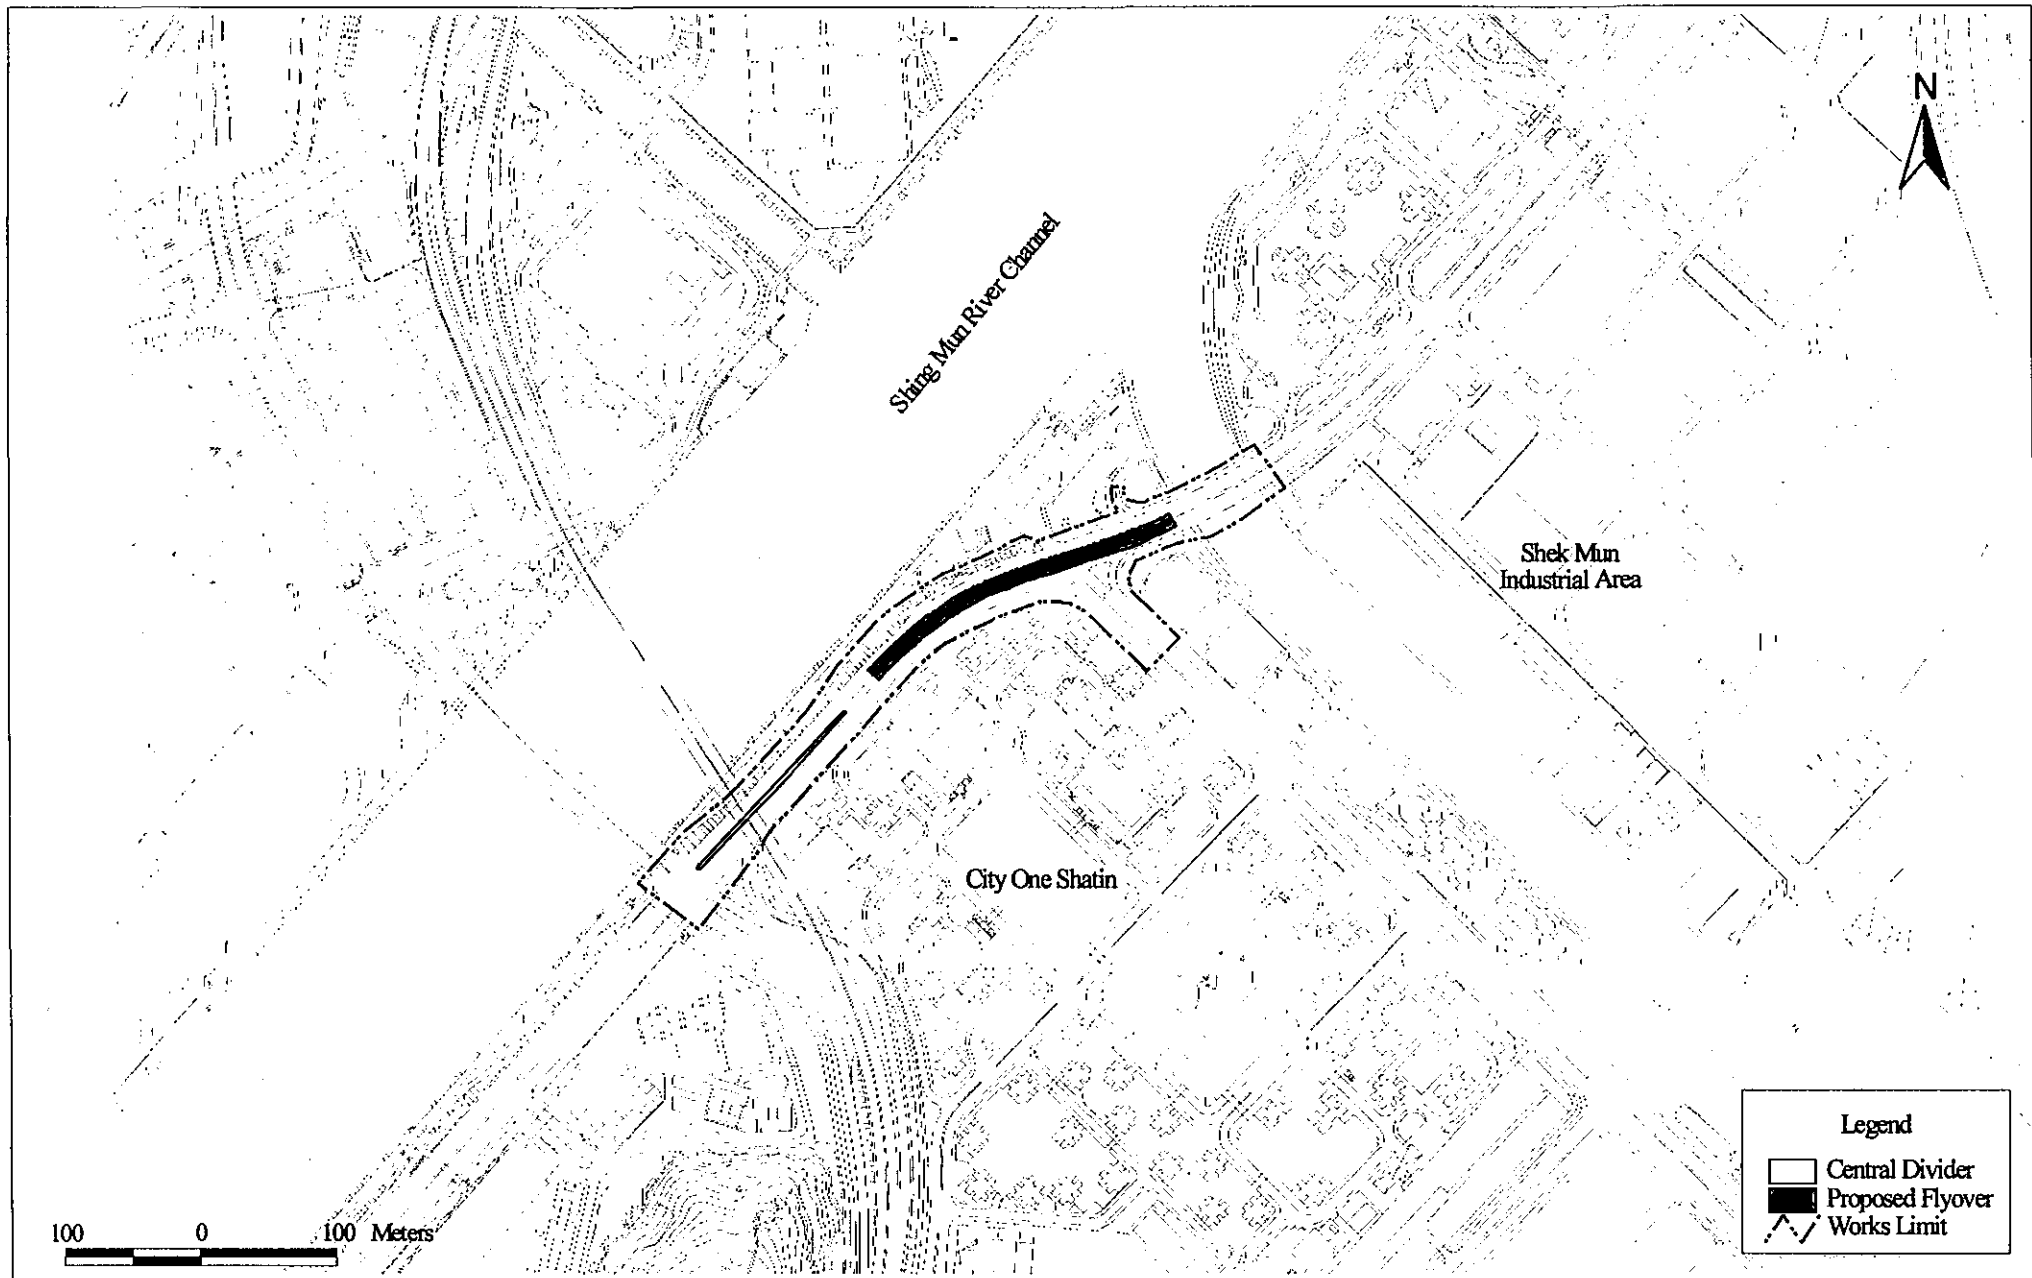 N
Shing Mun River Channel
Shek Mun
Industrial Area
City One Shatin
Legend
Central Divider
Proposed Flyover
Works Limit
100 0 100 Meters